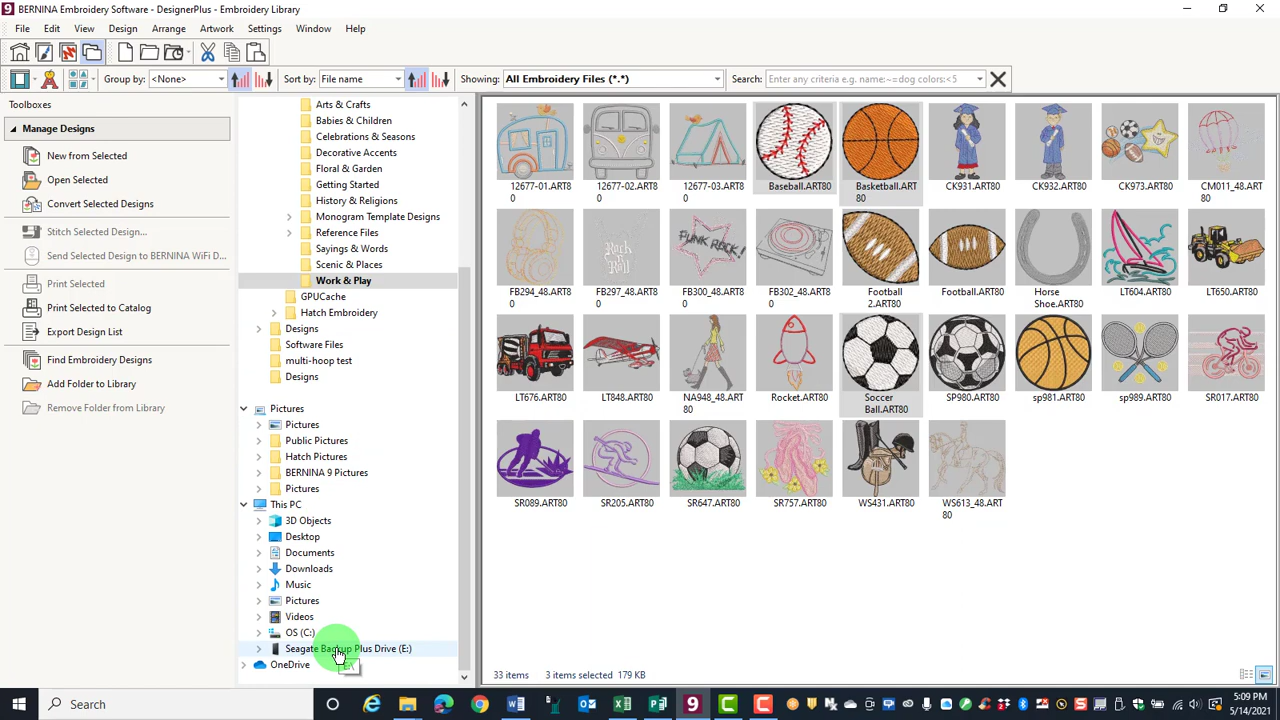 9 BERNINA Embroidery Software - DesignerPlus - Embroidery Library
File Edit View Design Arrange Artwork Settings Window Help
Group by: <None> Sort by: File name Showing: All Embroidery Files (*.*) Search: Enter any criteria e.g. name:~=dog colors:<5
Toolboxes
Manage Designs
New from Selected
Open Selected
Convert Selected Designs
Stitch Selected Design...
Send Selected Design to BERNINA WiFi D...
Print Selected
Print Selected to Catalog
Export Design List
Find Embroidery Designs
Add Folder to Library
Remove Folder from Library
Arts & Crafts
Babies & Children
Celebrations & Seasons
Decorative Accents
Floral & Garden
Getting Started
History & Religions
Monogram Template Designs
Reference Files
Sayings & Words
Scenic & Places
Work & Play
GPUCache
Hatch Embroidery
Designs
Software Files
multi-hoop test
Designs
Pictures
Pictures
Public Pictures
Hatch Pictures
BERNINA 9 Pictures
Pictures
This PC
3D Objects
Desktop
Documents
Downloads
Music
Pictures
Videos
OS (C:)
Seagate Backup Plus Drive (E:)
OneDrive
E:\
12677-01.ART8 12677-02.ART8 12677-03.ART8 Baseball.ART80 Basketball.ART CK931.ART80 CK932.ART80 CK973.ART80 CM011_48.ART
0 0 0 80 80
Rock
n
Roll
PUNK ROCK!
FB294_48.ART8 FB297_48.ART8 FB300_48.ART8 FB302_48.ART8 Football Football.ART80 Horse LT604.ART80 LT650.ART80
0 0 0 0 2.ART80 Shoe.ART80
LT676.ART80 LT848.ART80 NA948_48.ART Rocket.ART80 Soccer SP980.ART80 sp981.ART80 sp989.ART80 SR017.ART80
80 Ball.ART80
SR089.ART80 SR205.ART80 SR647.ART80 SR757.ART80 WS431.ART80 WS613_48.ART
80
33 items 3 items selected 179 KB
Search
9
5:09 PM
5/14/2021